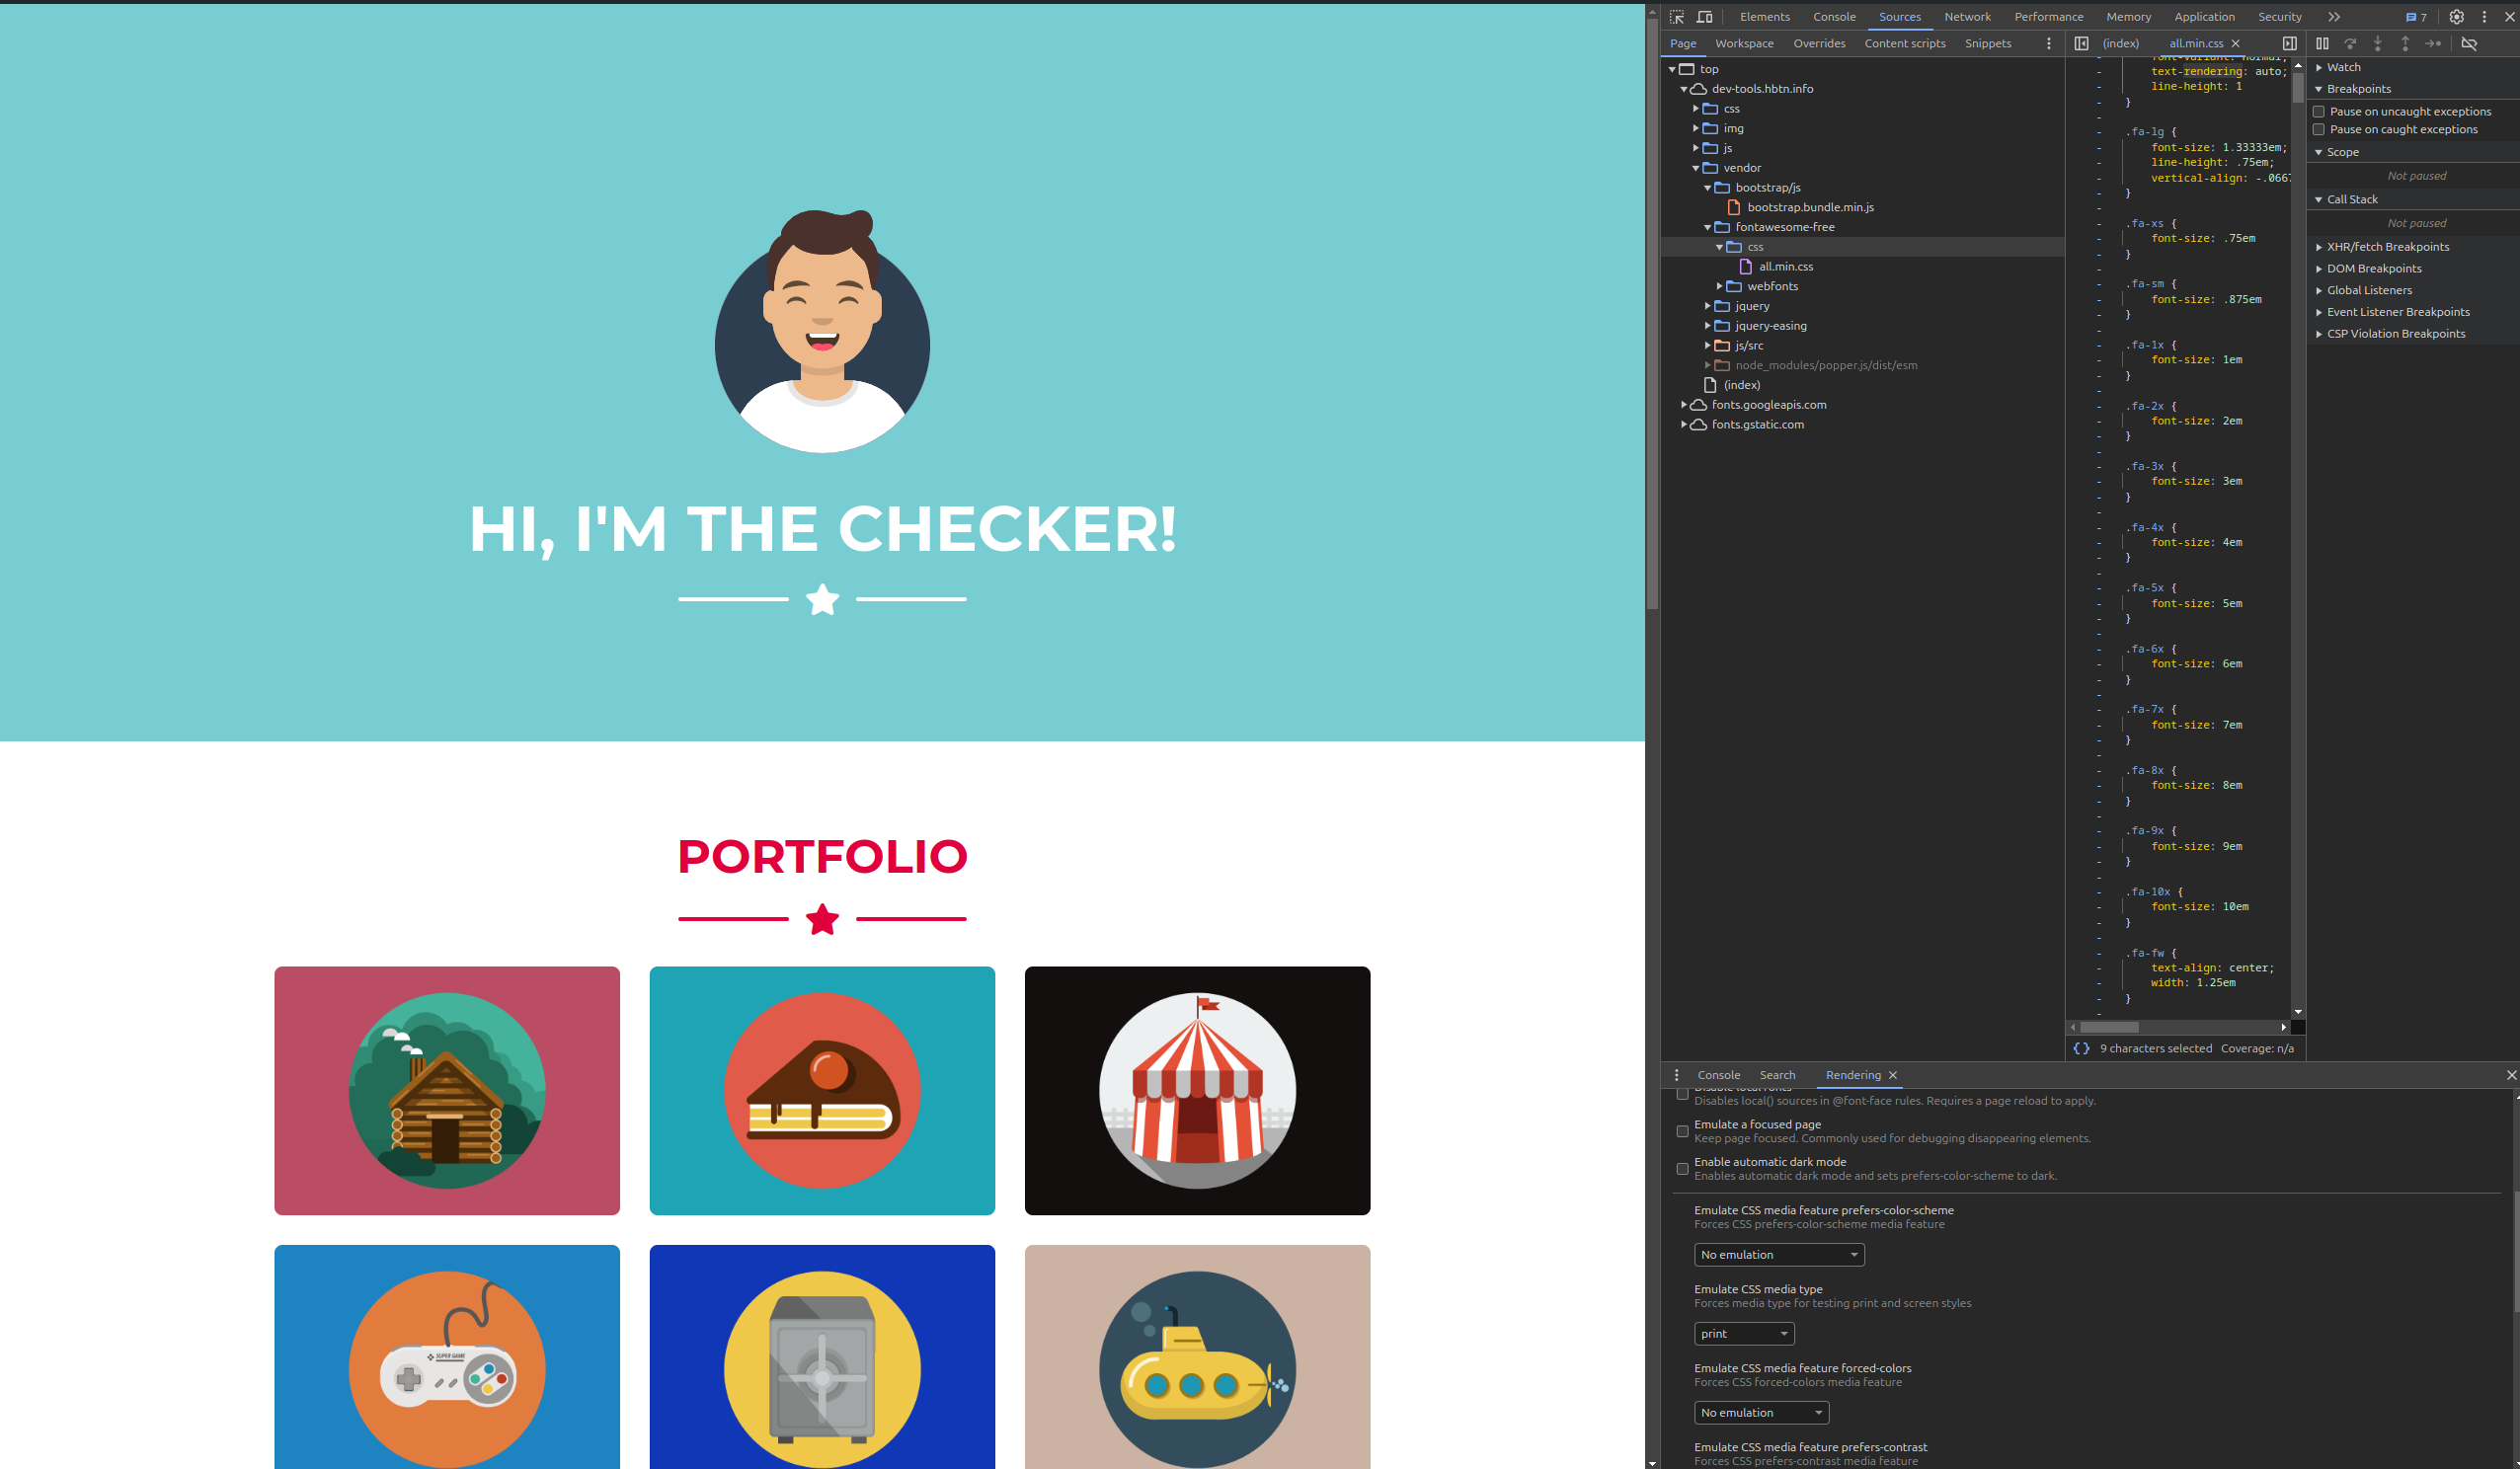 HI, I'M THE CHECKER!
PORTFOLIO
SUPER GAME
Elements Console Sources Network Performance Memory Application Security 7
Page Workspace Overrides Content scripts Snippets
top
dev-tools.hbtn.info
css
img
js
vendor
bootstrap/js
bootstrap.bundle.min.js
fontawesome-free
css
all.min.css
webfonts
jquery
jquery-easing
js/src
node_modules/popper.js/dist/esm
(index)
fonts.googleapis.com
fonts.gstatic.com
(index) all.min.css
font-variant: normal;
text-rendering: auto;
line-height: 1
}
.fa-lg {
font-size: 1.33333em;
line-height: .75em;
vertical-align: -.0667
}
.fa-xs {
font-size: .75em
}
.fa-sm {
font-size: .875em
}
.fa-1x {
font-size: 1em
}
.fa-2x {
font-size: 2em
}
.fa-3x {
font-size: 3em
}
.fa-4x {
font-size: 4em
}
.fa-5x {
font-size: 5em
}
.fa-6x {
font-size: 6em
}
.fa-7x {
font-size: 7em
}
.fa-8x {
font-size: 8em
}
.fa-9x {
font-size: 9em
}
.fa-10x {
font-size: 10em
}
.fa-fw {
text-align: center;
width: 1.25em
}
{ } 9 characters selected Coverage: n/a
Watch
Breakpoints
Pause on uncaught exceptions
Pause on caught exceptions
Scope
Not paused
Call Stack
Not paused
XHR/fetch Breakpoints
DOM Breakpoints
Global Listeners
Event Listener Breakpoints
CSP Violation Breakpoints
Console Search Rendering
Disable local fonts
Disables local() sources in @font-face rules. Requires a page reload to apply.
Emulate a focused page
Keep page focused. Commonly used for debugging disappearing elements.
Enable automatic dark mode
Enables automatic dark mode and sets prefers-color-scheme to dark.
Emulate CSS media feature prefers-color-scheme
Forces CSS prefers-color-scheme media feature
No emulation
Emulate CSS media type
Forces media type for testing print and screen styles
print
Emulate CSS media feature forced-colors
Forces CSS forced-colors media feature
No emulation
Emulate CSS media feature prefers-contrast
Forces CSS prefers-contrast media feature